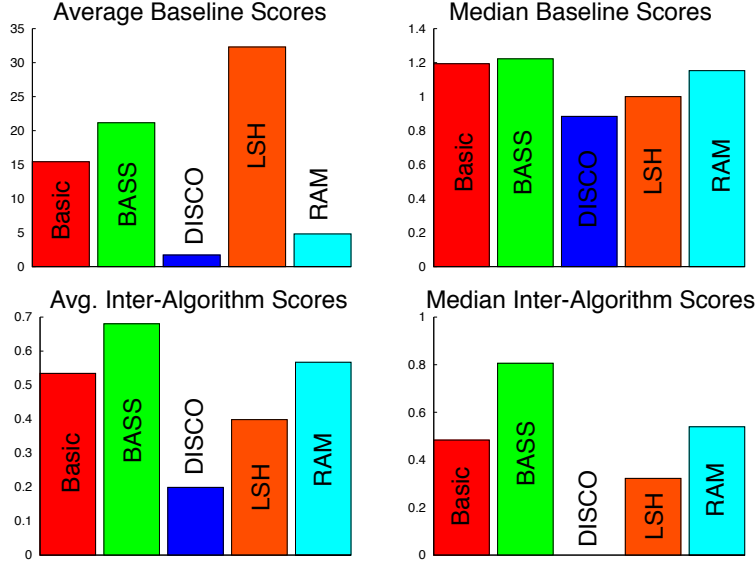 Average Baseline Scores
35
30
25
20
15
10
5
0
Basic
BASS
DISCO
LSH
RAM
Median Baseline Scores
1.4
1.2
1
0.8
0.6
0.4
0.2
0
Basic
BASS
DISCO
LSH
RAM
Avg. Inter-Algorithm Scores
0.7
0.6
0.5
0.4
0.3
0.2
0.1
0
Basic
BASS
DISCO
LSH
RAM
Median Inter-Algorithm Scores
1
0.8
0.6
0.4
0.2
0
Basic
BASS
DISCO
LSH
RAM